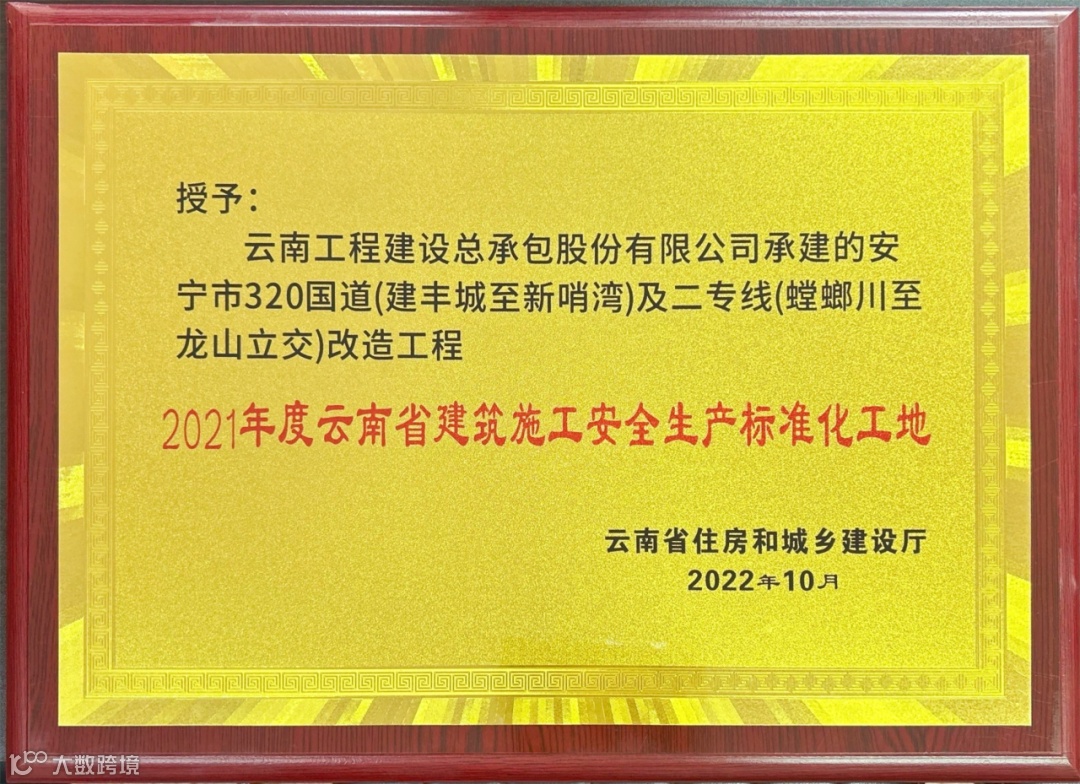 授予：
云南工程建设总承包股份有限公司承建的安
宁市320国道(建丰城至新哨湾)及二专线(螳螂川至
龙山立交)改造工程
2021年度云南省建筑施工安全生产标准化工地
云南省住房和城乡建设厅
2022年10月
大数跨境